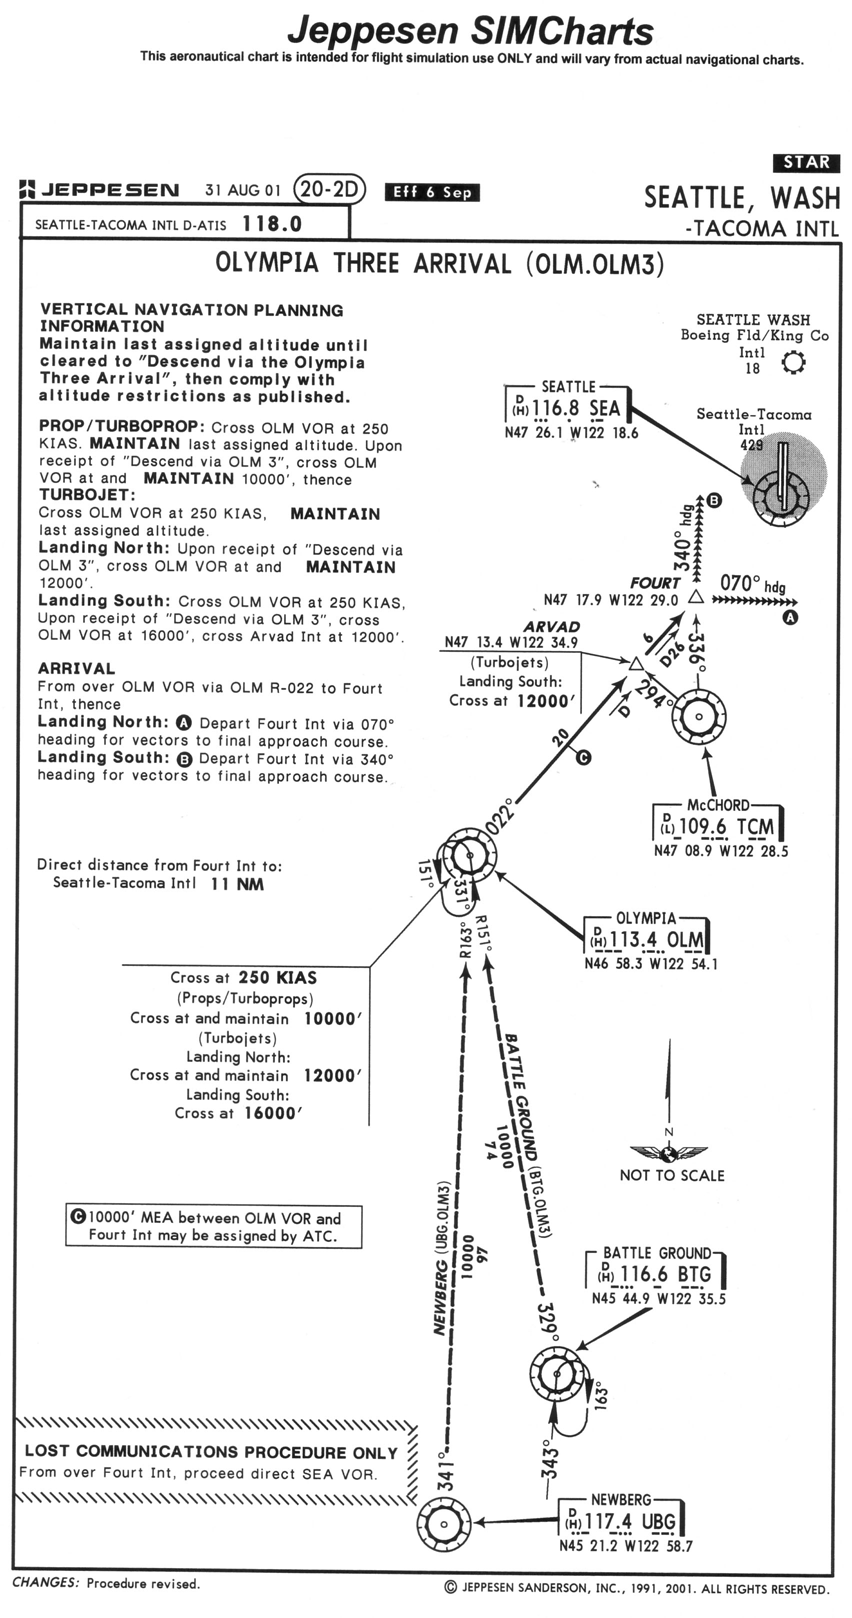 Jeppesen SIMCharts
This aeronautical chart is intended for flight simulation use ONLY and will vary from actual navigational charts.
STAR
JEPPESEN 31 AUG 01 20-2D Eff 6 Sep
SEATTLE, WASH
-TACOMA INTL
SEATTLE-TACOMA INTL D-ATIS 118.0
OLYMPIA THREE ARRIVAL (OLM.OLM3)
VERTICAL NAVIGATION PLANNING
INFORMATION
Maintain last assigned altitude until
cleared to "Descend via the Olympia
Three Arrival", then comply with
altitude restrictions as published.
PROP/TURBOPROP: Cross OLM VOR at 250
KIAS. MAINTAIN last assigned altitude. Upon
receipt of "Descend via OLM 3", cross OLM
VOR at and MAINTAIN 10000', thence
TURBOJET:
Cross OLM VOR at 250 KIAS, MAINTAIN
last assigned altitude.
Landing North: Upon receipt of "Descend via
OLM 3", cross OLM VOR at and MAINTAIN
12000'.
Landing South: Cross OLM VOR at 250 KIAS,
Upon receipt of "Descend via OLM 3", cross
OLM VOR at 16000', cross Arvad Int at 12000'.
ARRIVAL
From over OLM VOR via OLM R-022 to Fourt
Int, thence
Landing North: A Depart Fourt Int via 070°
heading for vectors to final approach course.
Landing South: B Depart Fourt Int via 340°
heading for vectors to final approach course.
Direct distance from Fourt Int to:
Seattle-Tacoma Intl 11 NM
SEATTLE WASH
Boeing Fld/King Co
Intl
18
SEATTLE
D
(H) 116.8 SEA
N47 26.1 W122 18.6
Seattle-Tacoma
Intl
429
B
340° hdg
FOURT
N47 17.9 W122 29.0
070° hdg
A
ARVAD
N47 13.4 W122 34.9
(Turbojets)
Landing South:
Cross at 12000'
6
D26
336°
294°
D
20
C
022°
McCHORD
D
(L) 109.6 TCM
N47 08.9 W122 28.5
151°
331°
R163°
R151°
OLYMPIA
D
(H) 113.4 OLM
N46 58.3 W122 54.1
Cross at 250 KIAS
(Props/Turboprops)
Cross at and maintain 10000'
(Turbojets)
Landing North:
Cross at and maintain 12000'
Landing South:
Cross at 16000'
BATTLE GROUND (BTG.OLM3)
10000
74
N
NOT TO SCALE
C 10000' MEA between OLM VOR and
Fourt Int may be assigned by ATC.
NEWBERG (UBG.OLM3)
10000
97
BATTLE GROUND
D
(H) 116.6 BTG
N45 44.9 W122 35.5
329°
163°
343°
341°
LOST COMMUNICATIONS PROCEDURE ONLY
From over Fourt Int, proceed direct SEA VOR.
NEWBERG
D
(H) 117.4 UBG
N45 21.2 W122 58.7
CHANGES: Procedure revised.
© JEPPESEN SANDERSON, INC., 1991, 2001. ALL RIGHTS RESERVED.